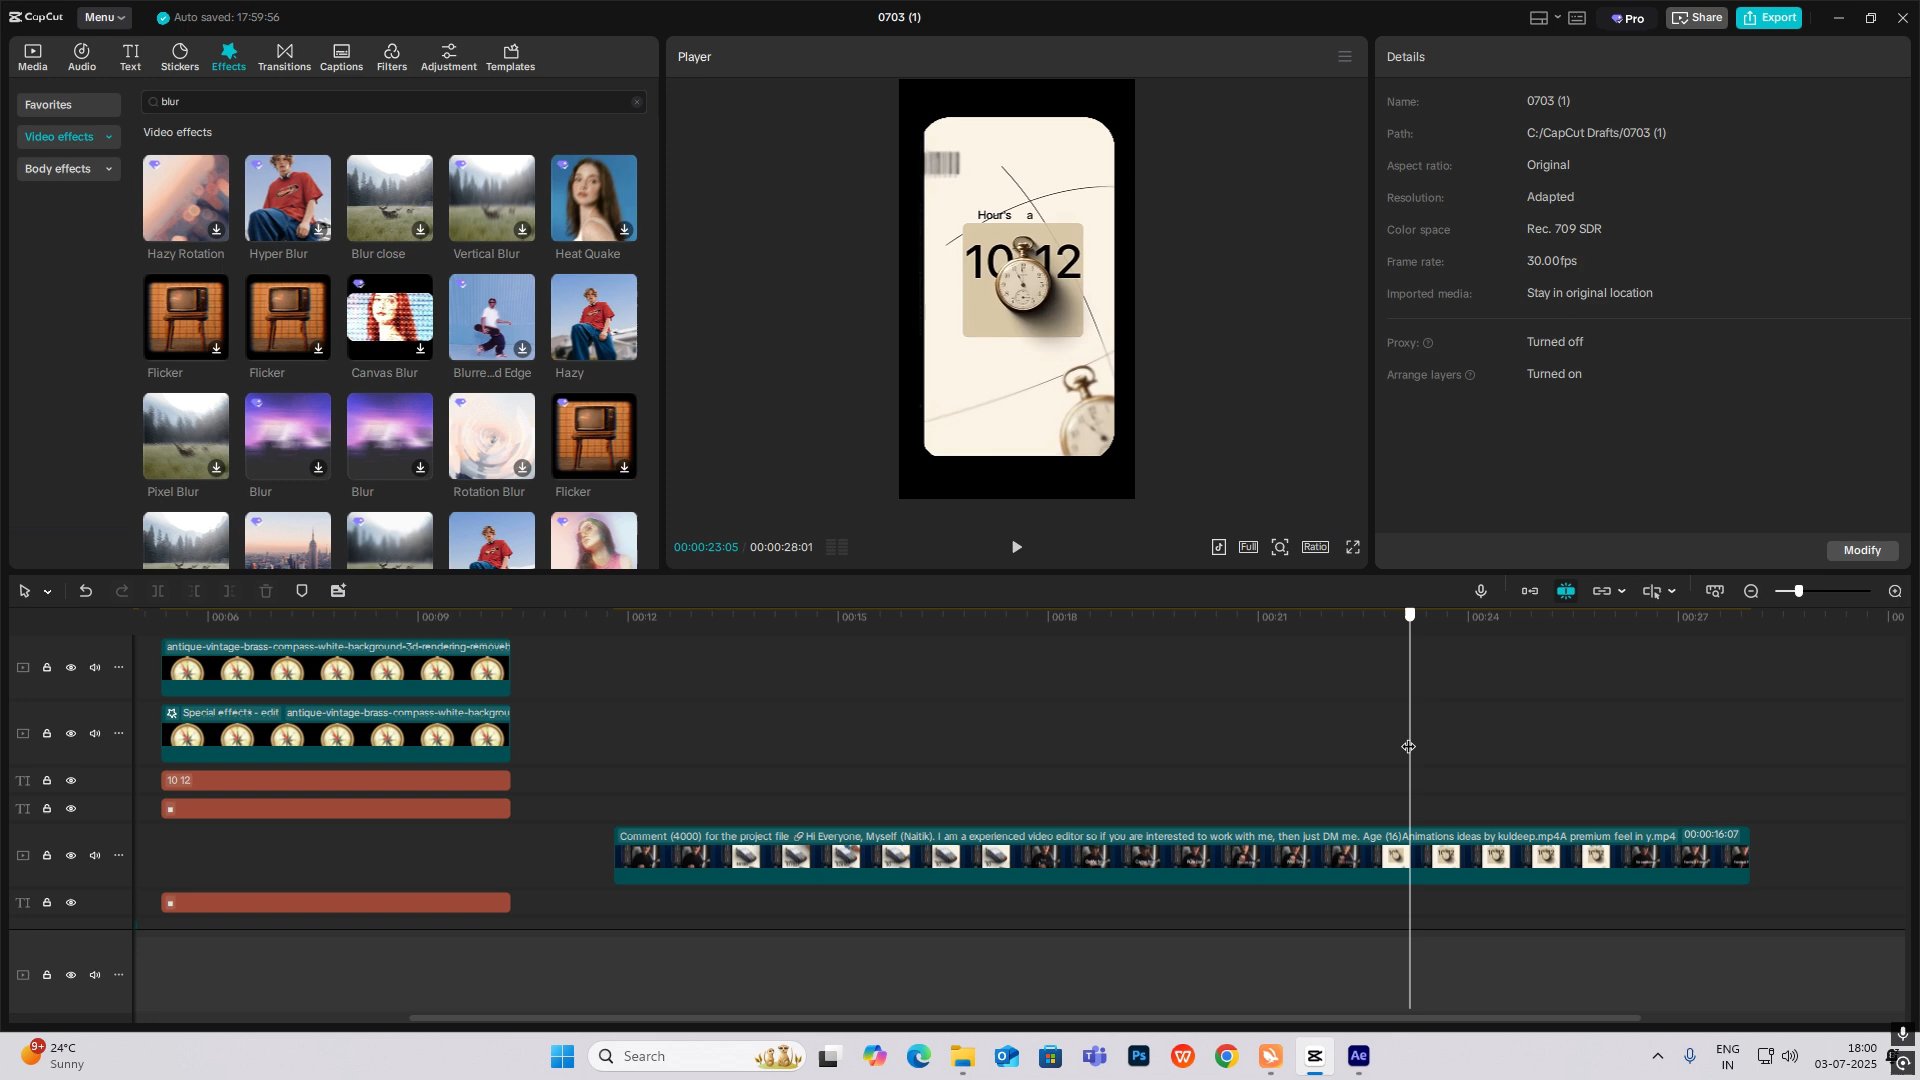 CapCut
Menu
Auto saved: 17:59:56
0703 (1)
Pro
Share
Export
Media
Audio
Text
Stickers
Effects
Transitions
Captions
Filters
Adjustment
Templates
Favorites
Video effects
Body effects
blur
Video effects
Hazy Rotation
Hyper Blur
Blur close
Vertical Blur
Heat Quake
Flicker
Flicker
Canvas Blur
Blurre...d Edge
Hazy
Pixel Blur
Blur
Blur
Rotation Blur
Flicker
Player
Hour's a
10 12
00:00:23:05 / 00:00:28:01
Full
Ratio
Details
Name: 0703 (1)
Path: C:/CapCut Drafts/0703 (1)
Aspect ratio: Original
Resolution: Adapted
Color space Rec. 709 SDR
Frame rate: 30.00fps
Imported media: Stay in original location
Proxy: Turned off
Arrange layers Turned on
Modify
00:06
00:09
00:12
00:15
00:18
00:21
00:24
00:27
00
antique-vintage-brass-compass-white-background-3d-rendering-removeb
Special effects - edit antique-vintage-brass-compass-white-backgrou
TI
10 12
TI
Comment (4000) for the project file Hi Everyone, Myself (Naitik). I am a experienced video editor so if you are interested to work with me, then just DM me. Age (16)Animations ideas by kuldeep.mp4A premium feel in y.mp4 00:00:16:07
TI
9+
24°C
Sunny
Search
Ps
W
Ae
ENG
IN
18:00
03-07-2025